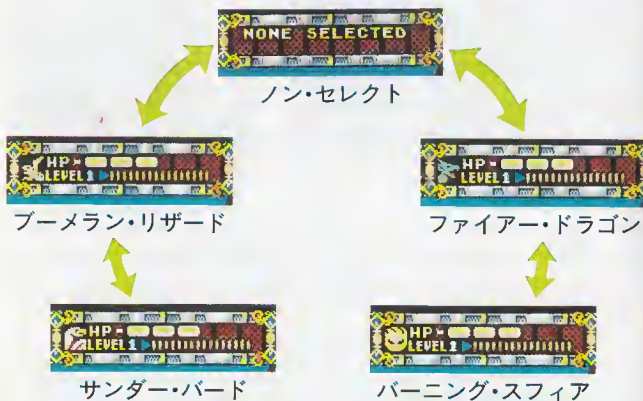 NONE SELECTED
ノン・セレクト
HP=
LEVEL 1
ブーメラン・リザード
HP=
LEVEL 1
ファイアー・ドラゴン
HP=
LEVEL 1
サンダー・バード
HP=
LEVEL 1
バーニング・スフィア